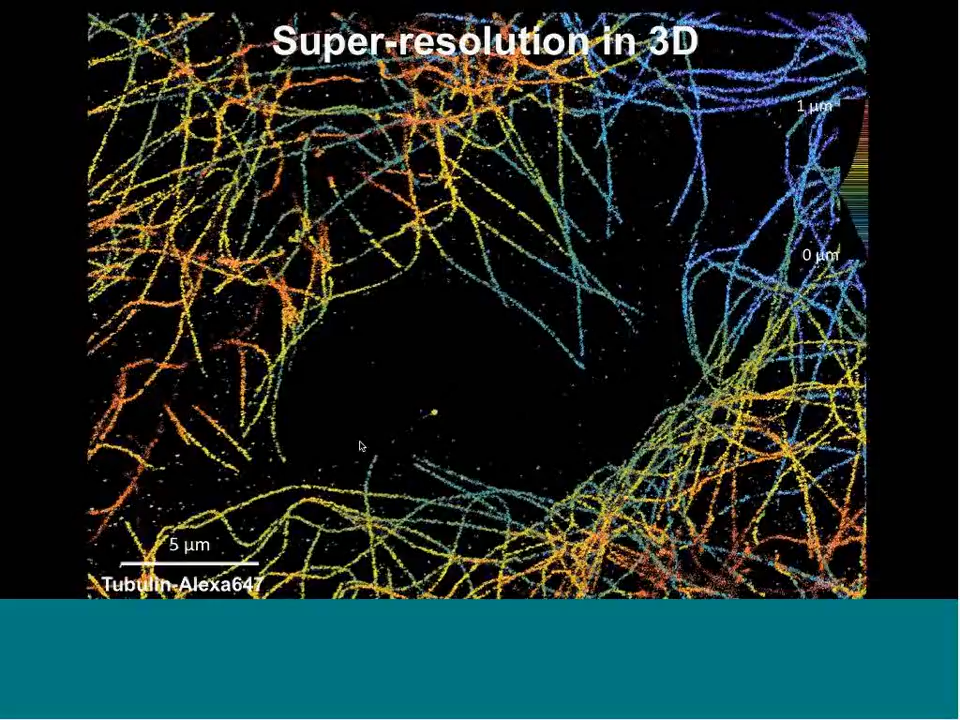 Super-resolution in 3D
1 µm
0 µm
5 µm
Tubulin-Alexa647